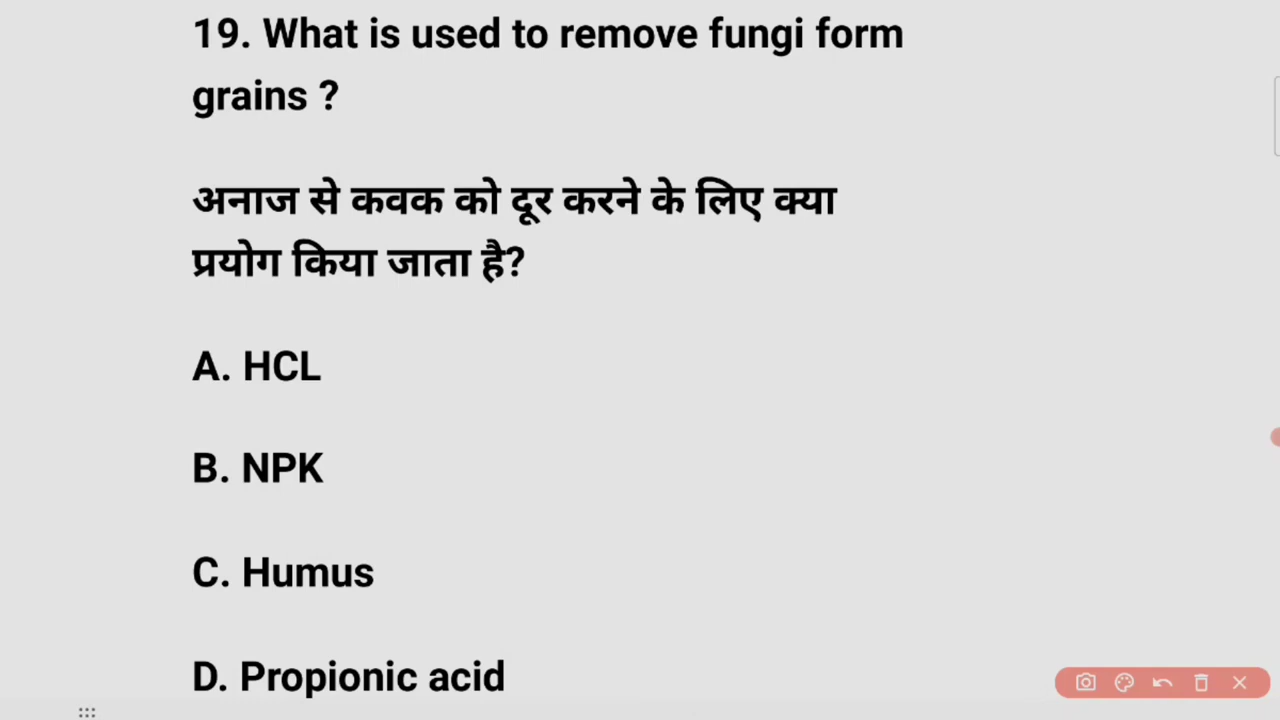 19. What is used to remove fungi form
grains ?
अनाज से कवक को दूर करने के लिए क्या
प्रयोग किया जाता है?
A. HCL
B. NPK
C. Humus
D. Propionic acid